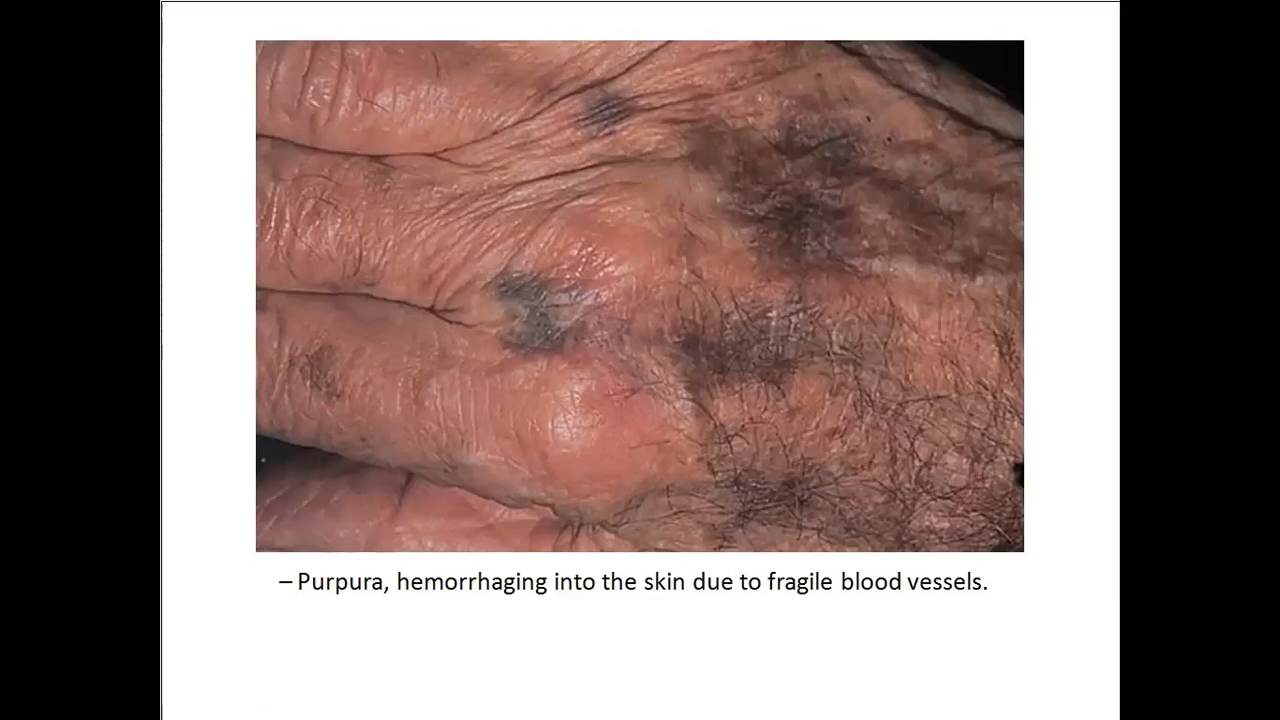 – Purpura, hemorrhaging into the skin due to fragile blood vessels.